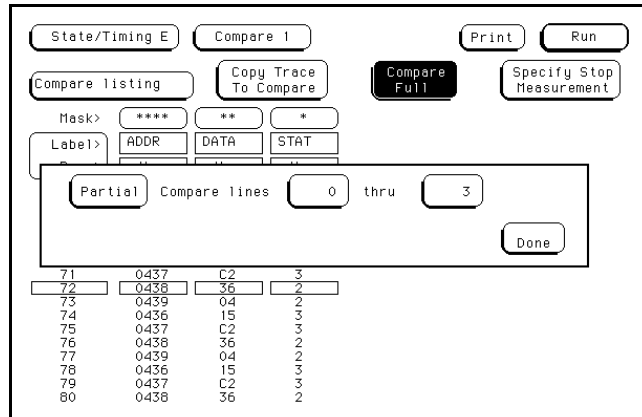 State/Timing E Compare 1 Print Run
Compare listing Copy Trace To Compare Compare Full Specify Stop Measurement
Mask> **** ** *
Label> ADDR DATA STAT
Partial Compare lines 0 thru 3
Done
71 0437 C2 3
72 0438 36 2
73 0439 04 2
74 0436 15 3
75 0437 C2 3
76 0438 36 2
77 0439 04 2
78 0436 15 3
79 0437 C2 3
80 0438 36 2